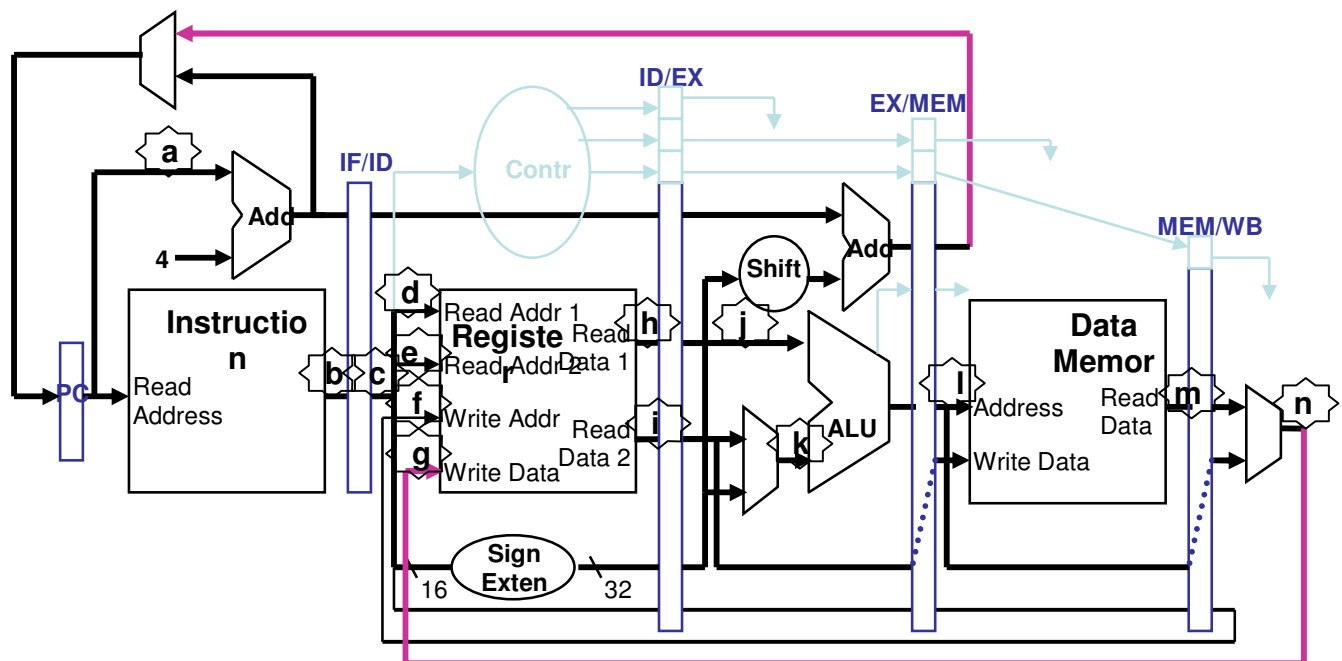 ID/EX
EX/MEM
a
IF/ID
Contr
Add
MEM/WB
4
Shift
Add
d
Instructio
n
Read Addr 1
Registe
r
Read
Data 1
h
j
Data
Memor
b
c
e
Read Addr 2
PC
Read
Address
f
Write Addr
Read
Data 2
i
k
ALU
l
Address
Read
Data
m
n
g
Write Data
Write Data
Sign
Exten
16
32